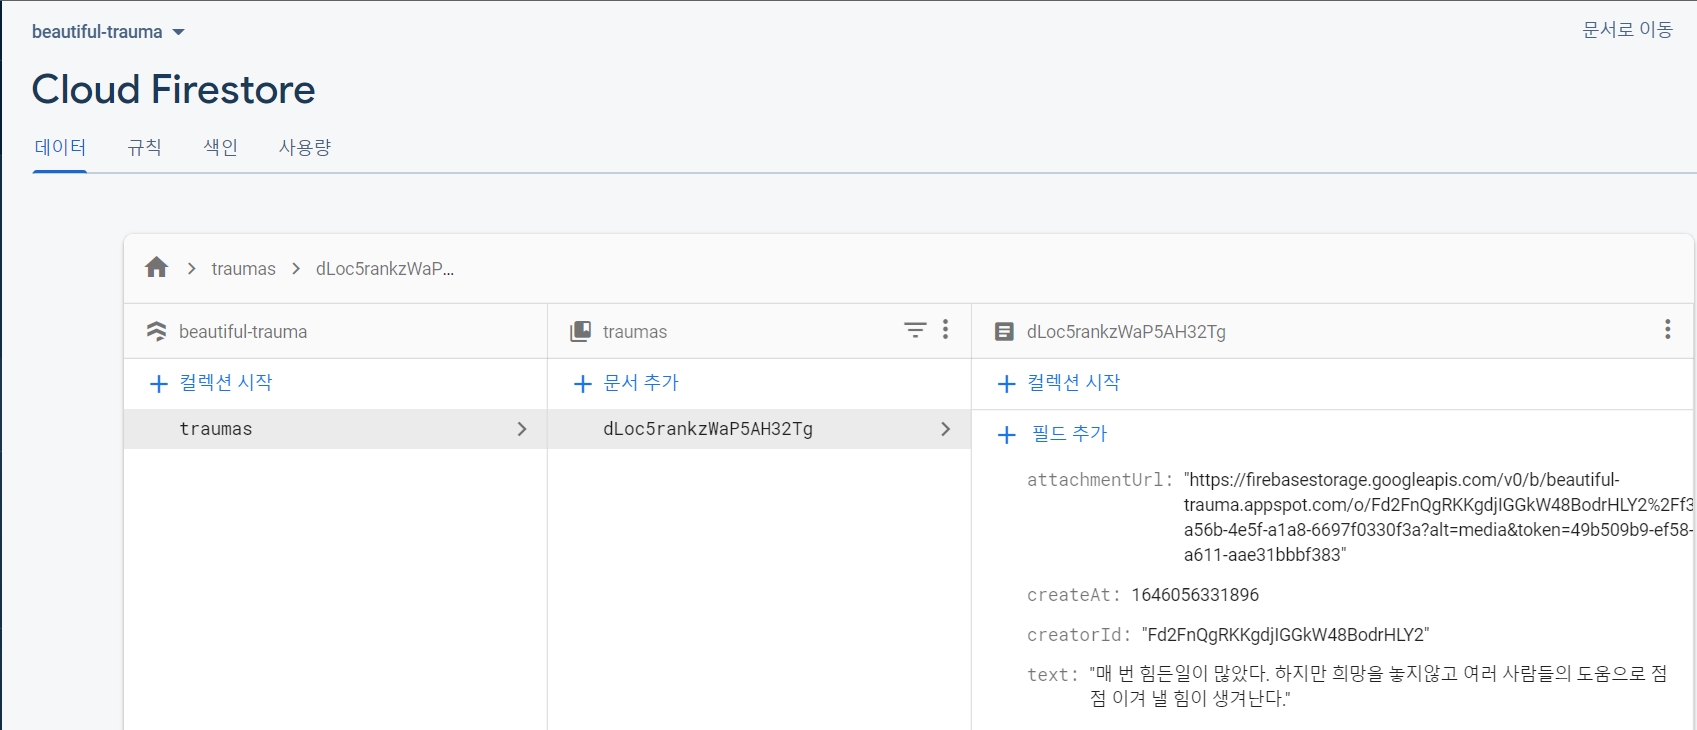 beautiful-trauma
문서로 이동
Cloud Firestore
데이터 규칙 색인 사용량
traumas dLoc5rankzWaP...
beautiful-trauma
traumas
dLoc5rankzWaP5AH32Tg
컬렉션 시작
문서 추가
컬렉션 시작
traumas
dLoc5rankzWaP5AH32Tg
필드 추가
attachmentUrl: "https://firebasestorage.googleapis.com/v0/b/beautiful-
trauma.appspot.com/o/Fd2FnQgRKKgdjIGGkW48BodrHLY2%2Ff3
a56b-4e5f-a1a8-6697f0330f3a?alt=media&token=49b509b9-ef58-
a611-aae31bbbf383"
createAt: 1646056331896
creatorId: "Fd2FnQgRKKgdjIGGkW48BodrHLY2"
text: "매 번 힘든일이 많았다. 하지만 희망을 놓지않고 여러 사람들의 도움으로 점
점 이겨 낼 힘이 생겨난다."